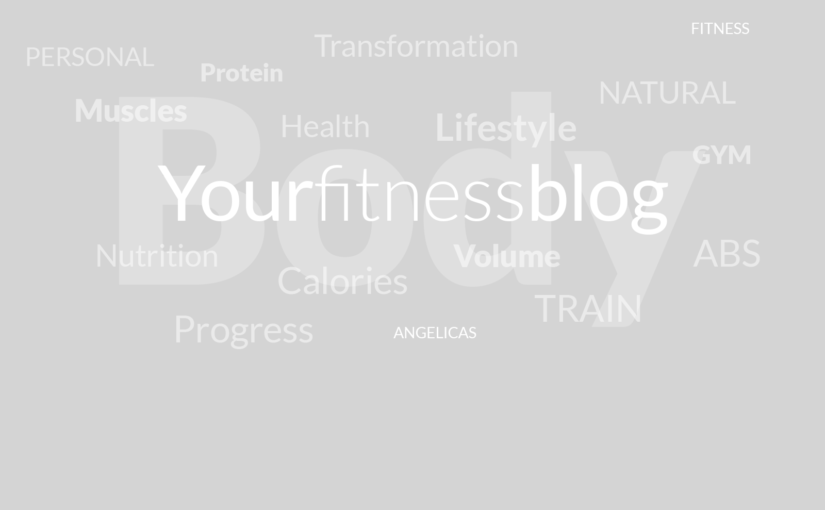 FITNESS
Transformation
PERSONAL
Protein
NATURAL
Muscles
Health
Lifestyle
GYM
Body
Yourfitnessblog
Nutrition
Volume
ABS
Calories
TRAIN
Progress
ANGELICAS